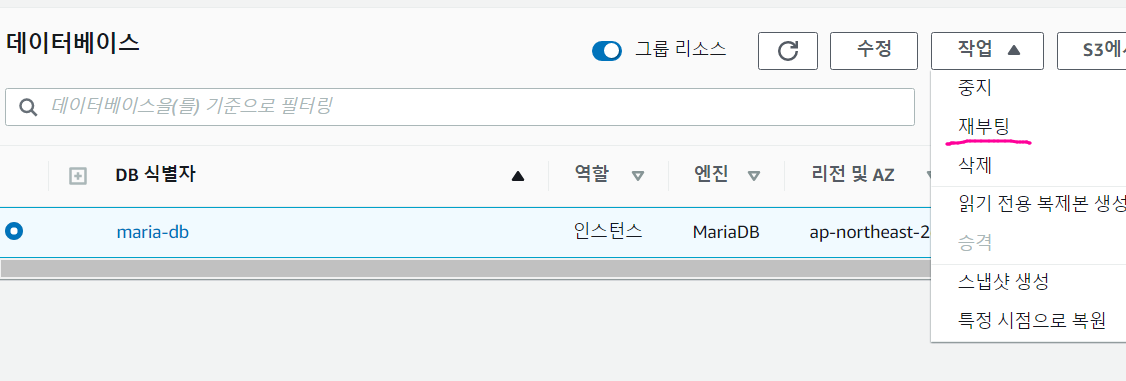 데이터베이스
그룹 리소스
수정
작업
S3에서
데이터베이스을(를) 기준으로 필터링
중지
재부팅
삭제
읽기 전용 복제본 생성
승격
스냅샷 생성
특정 시점으로 복원
DB 식별자
역할
엔진
리전 및 AZ
maria-db
인스턴스
MariaDB
ap-northeast-2